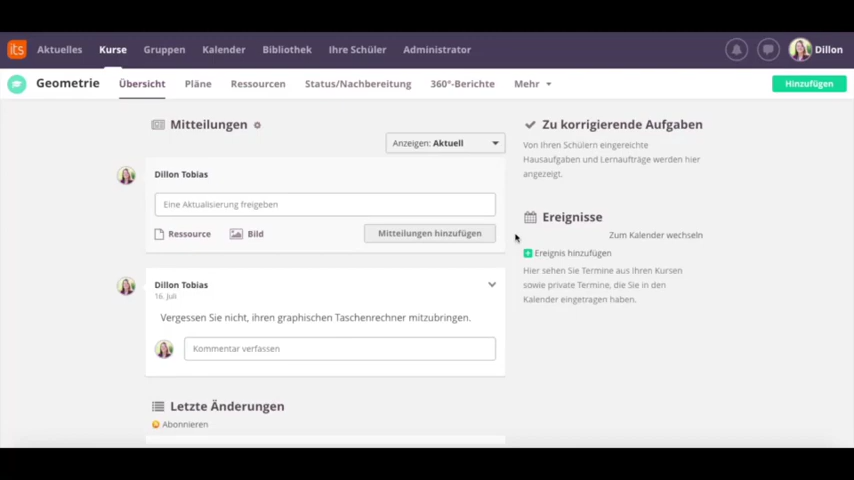 its Aktuelles Kurse Gruppen Kalender Bibliothek Ihre Schüler Administrator Dillon
Geometrie Übersicht Pläne Ressourcen Status/Nachbereitung 360°-Berichte Mehr Hinzufügen
Mitteilungen
Anzeigen: Aktuell
Dillon Tobias
Eine Aktualisierung freigeben
Ressource Bild Mitteilungen hinzufügen
Dillon Tobias
16. Juli
Vergessen Sie nicht, ihren graphischen Taschenrechner mitzubringen.
Kommentar verfassen
Letzte Änderungen
Abonnieren
Zu korrigierende Aufgaben
Von Ihren Schülern eingereichte
Hausaufgaben und Lernaufträge werden hier
angezeigt.
Ereignisse
Zum Kalender wechseln
Ereignis hinzufügen
Hier sehen Sie Termine aus Ihren Kursen
sowie private Termine, die Sie in den
Kalender eingetragen haben.